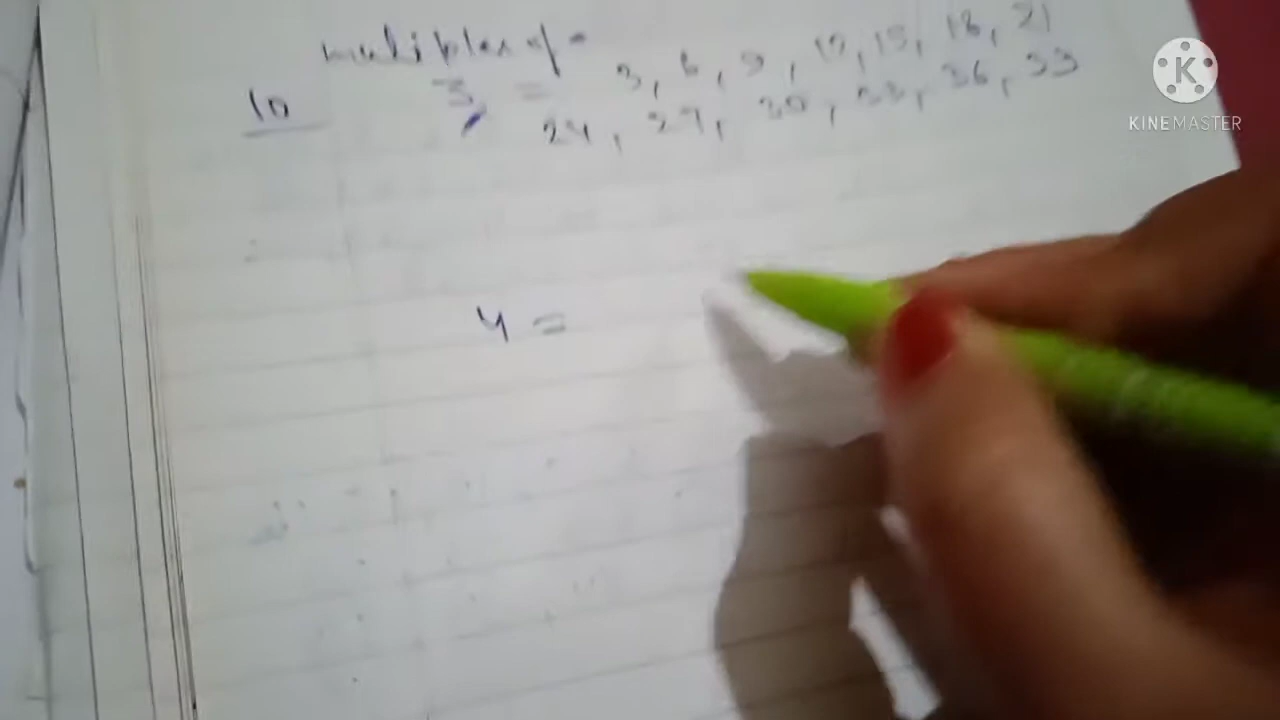 multiples of =
10
3, = 3, 6, 9, 12, 15, 18, 21
24, 27, 30, 33, 36, 39
4 =
K
KINEMASTER